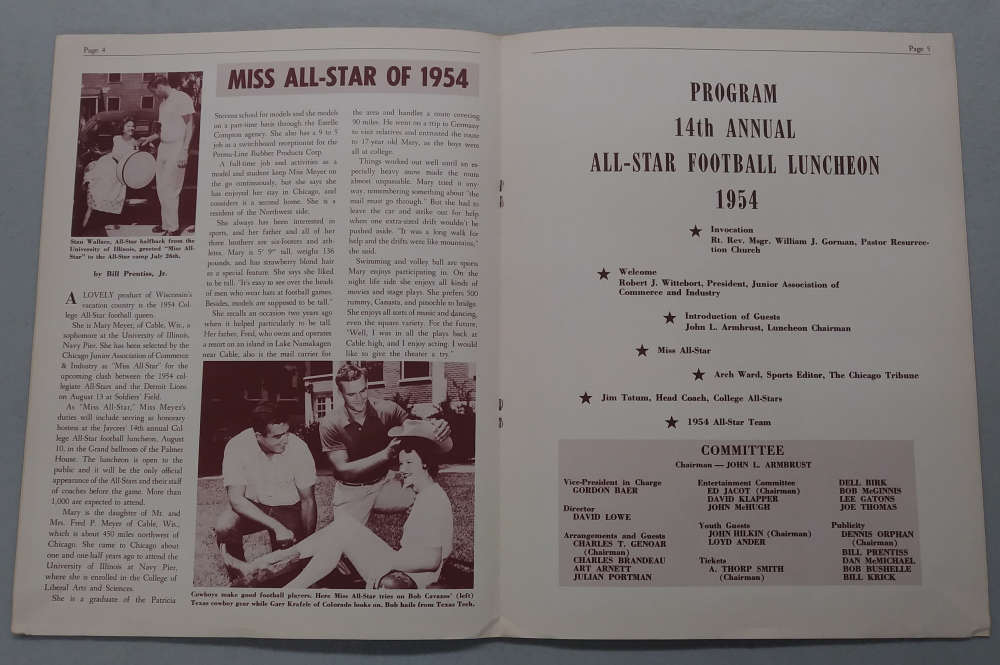 Page 4
MISS ALL-STAR OF 1954
Stan Wallace, All-Star halfback from the
University of Illinois, greeted "Miss All-
Star" to the All-Star camp July 26th.
by Bill Prentiss, Jr.
A LOVELY product of Wisconsin's
vacation country is the 1954 Col-
lege All-Star football queen.
She is Mary Meyer, of Cable, Wis., a
sophomore at the University of Illinois,
Navy Pier. She has been selected by the
Chicago Junior Association of Commerce
& Industry as "Miss All-Star" for the
upcoming clash between the 1954 col-
legiate All-Stars and the Detroit Lions
on August 13 at Soldiers' Field.
As "Miss All-Star," Miss Meyer's
duties will include serving as honorary
hostess at the Jaycees' 14th annual Col-
lege All-Star football luncheon, August
10, in the Grand ballroom of the Palmer
House. The luncheon is open to the
public and it will be the only official
appearance of the All-Stars and their staff
of coaches before the game. More than
1,000 are expected to attend.
Mary is the daughter of Mr. and
Mrs. Fred P. Meyer of Cable, Wis.,
which is about 450 miles northwest of
Chicago. She came to Chicago about
one and one-half years ago to attend the
University of Illinois at Navy Pier,
where she is enrolled in the College of
Liberal Arts and Sciences.
She is a graduate of the Patricia
Stevens school for models and she models
on a part-time basis through the Estelle
Compton agency. She also has a 9 to 5
job as a switchboard receptionist for the
Perma-Line Rubber Products Corp.
A full-time job and activities as a
model and student keep Miss Meyer on
the go continuously, but she says she
has enjoyed her stay in Chicago, and
considers it a second home. She is a
resident of the Northwest side.
She always has been interested in
sports, and her father and all of her
three brothers are six-footers and ath-
letes. Mary is 5' 9" tall, weighs 136
pounds, and has strawberry blond hair
as a special feature. She says she liked
to be tall. "It's easy to see over the heads
of men who wear hats at football games.
Besides, models are supposed to be tall."
She recalls an occasion two years ago
when it helped particularly to be tall.
Her father, Fred, who owns and operates
a resort on an island in Lake Namakagen
near Cable, also is the mail carrier for
the area and handles a route covering
90 miles. He went on a trip to Germany
to visit relatives and entrusted the route
to 17-year old Mary, as the boys were
all in college.
Things worked out well until an es-
pecially heavy snow made the route
almost unpassable. Mary tried it any-
way, remembering something about "the
mail must go through." But she had to
leave the car and strike out for help
when one extra-sized drift wouldn't be
pushed aside. "It was a long walk for
help and the drifts were like mountains,"
she said.
Swimming and volley ball are sports
Mary enjoys participating in. On the
night life side she enjoys all kinds of
movies and stage plays. She prefers 500
rummy, Canasta, and pinochle to bridge.
She enjoys all sorts of music and dancing,
even the square variety. For the future,
"Well, I was in all the plays back at
Cable high, and I enjoy acting. I would
like to give the theater a try."
Cowboys make good football players. Here Miss All-Star tries on Bob Cavazos' (left)
Texas cowboy gear while Gary Knafelc of Colorado looks on. Bob hails from Texas Tech.
Page 5
PROGRAM
14th ANNUAL
ALL-STAR FOOTBALL LUNCHEON
1954
★ Invocation
Rt. Rev. Msgr. William J. Gorman, Pastor Resurrec-
tion Church
★ Welcome
Robert J. Wittebort, President, Junior Association of
Commerce and Industry
★ Introduction of Guests
John L. Armbrust, Luncheon Chairman
★ Miss All-Star
★ Arch Ward, Sports Editor, The Chicago Tribune
★ Jim Tatum, Head Coach, College All-Stars
★ 1954 All-Star Team
COMMITTEE
Chairman — JOHN L. ARMBRUST
Vice-President in Charge
GORDON BAER
Director
DAVID LOWE
Arrangements and Guests
CHARLES T. GENOAR
(Chairman)
CHARLES BRANDEAU
ART ARNETT
JULIAN PORTMAN
Entertainment Committee
ED JACOT (Chairman)
DAVID KLAPPER
JOHN McHUGH
Youth Guests
JOHN HILKIN (Chairman)
LOYD ANDER
Tickets
A. THORP SMITH
(Chairman)
DELL BIRK
BOB McGINNIS
LEE GATONS
JOE THOMAS
Publicity
DENNIS ORPHAN
(Chairman)
BILL PRENTISS
DAN McMICHAEL
BOB BUSHELLE
BILL KRICK